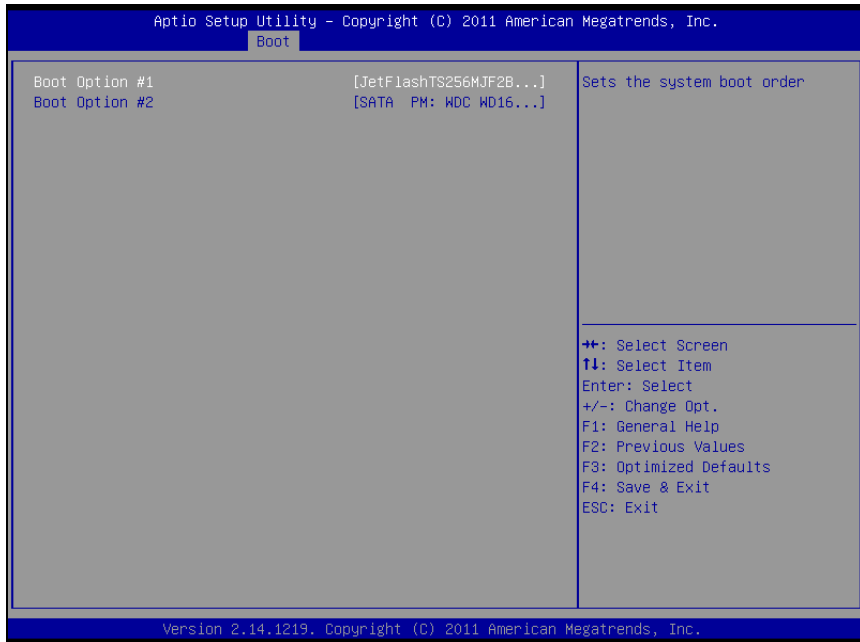 Aptio Setup Utility – Copyright (C) 2011 American Megatrends, Inc.
Boot
Boot Option #1 [JetFlashTS256MJF2B...]
Boot Option #2 [SATA PM: WDC WD16...]
Sets the system boot order
→←: Select Screen
↑↓: Select Item
Enter: Select
+/-: Change Opt.
F1: General Help
F2: Previous Values
F3: Optimized Defaults
F4: Save & Exit
ESC: Exit
Version 2.14.1219. Copyright (C) 2011 American Megatrends, Inc.